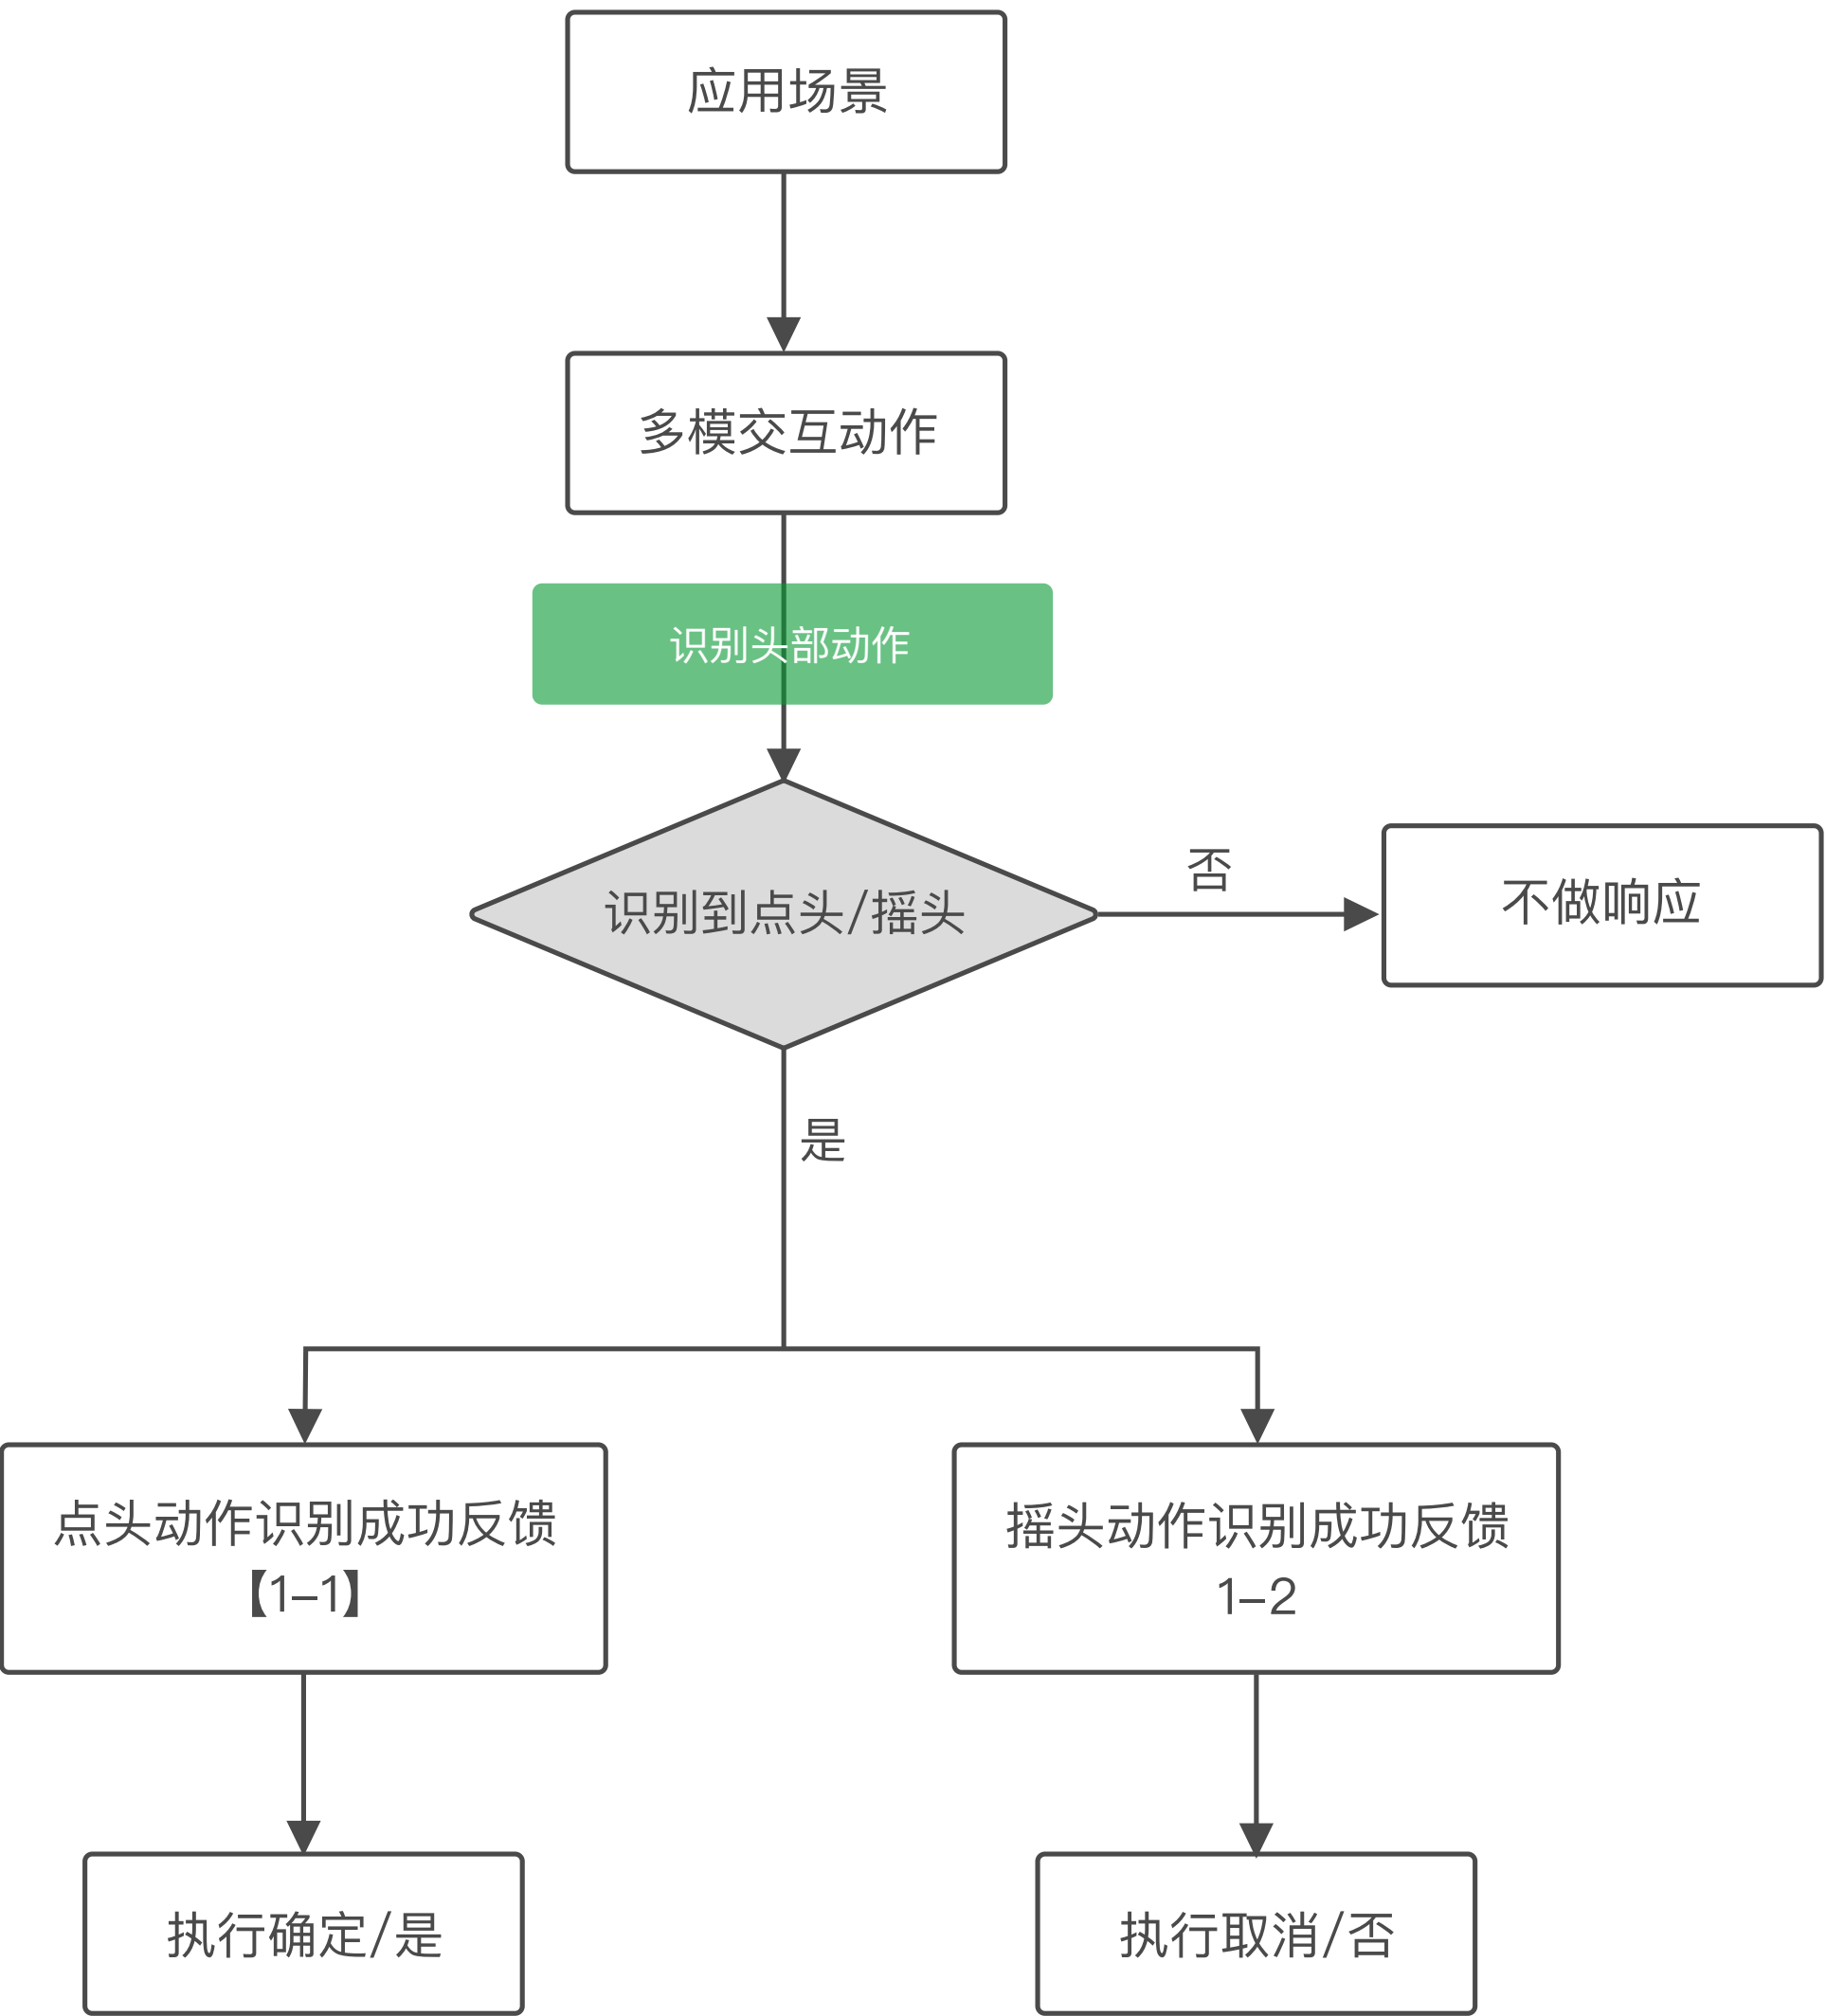 应用场景
多模交互动作
识别头部动作
识别到点头/摇头
否
不做响应
是
点头动作识别成功反馈
【1-1】
摇头动作识别成功反馈
1-2
执行确定/是
执行取消/否